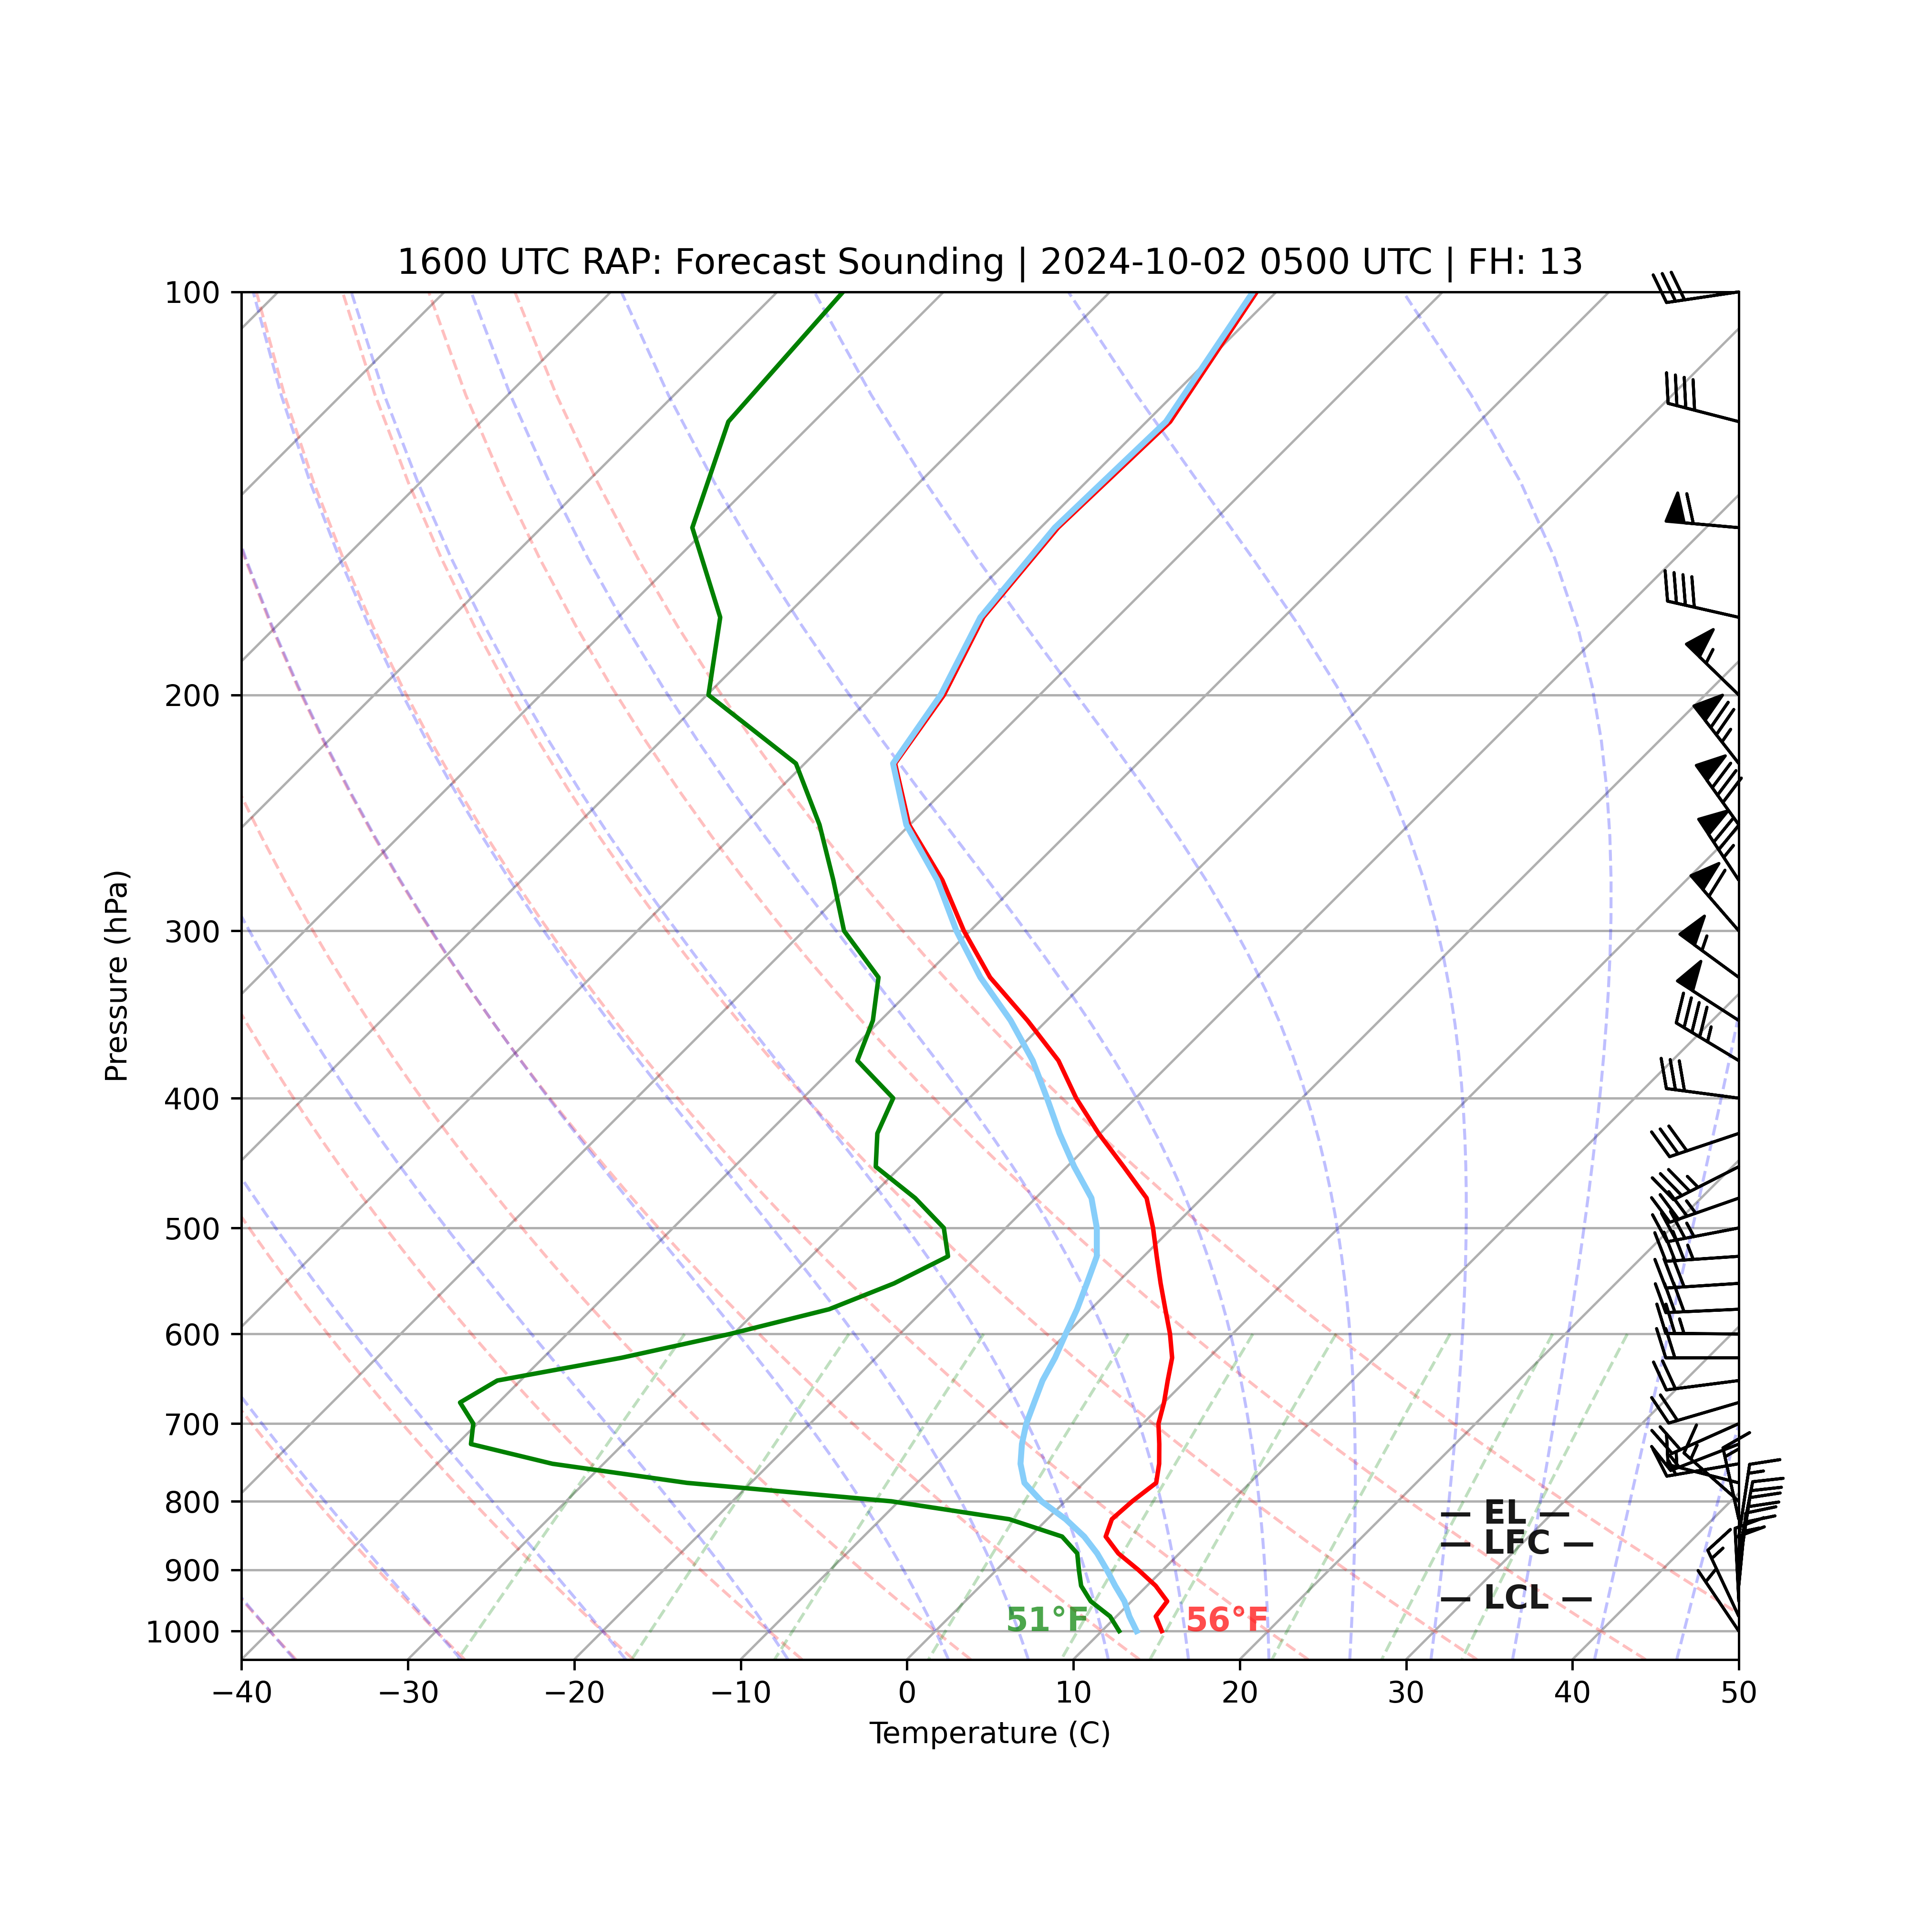 1600 UTC RAP: Forecast Sounding | 2024-10-02 0500 UTC | FH: 13
100
200
300
400
500
600
700
800
900
1000
Pressure (hPa)
— EL —
— LFC —
— LCL —
51°F
56°F
−40 −30 −20 −10 0 10 20 30 40 50
Temperature (C)